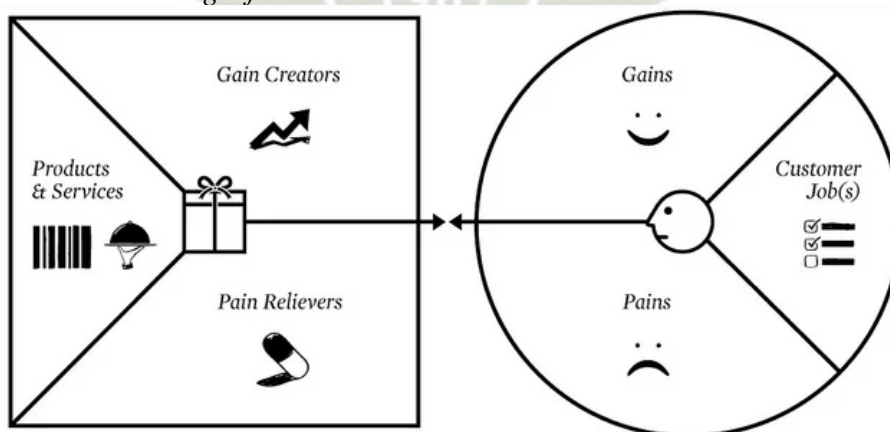 Gain Creators
Products
& Services
Pain Relievers
Gains
Customer
Job(s)
Pains